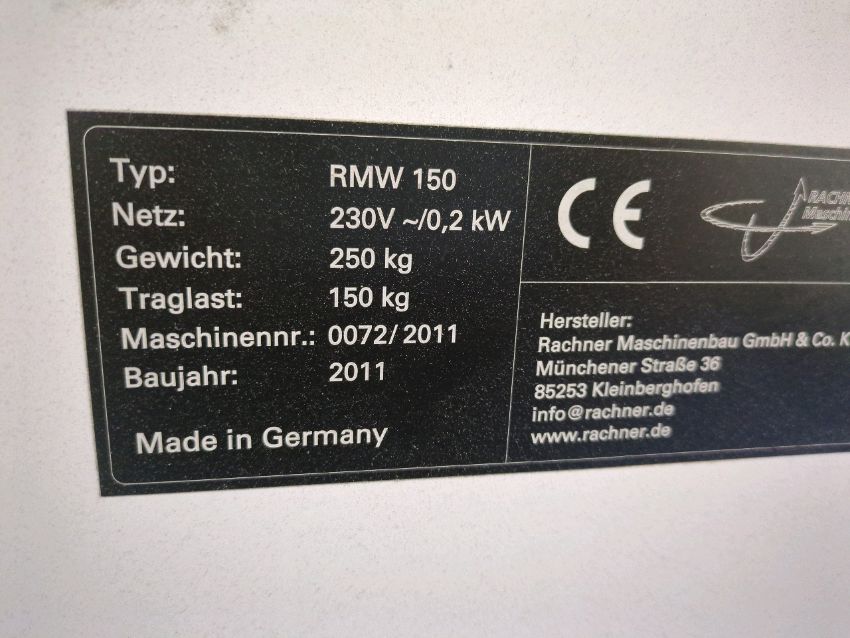 Typ: RMW 150
Netz: 230V ~/0,2 kW
Gewicht: 250 kg
Traglast: 150 kg
Maschinennr.: 0072/2011
Baujahr: 2011
Made in Germany
CE
Hersteller:
Rachner Maschinenbau GmbH & Co. K
Münchener Straße 36
85253 Kleinberghofen
info@rachner.de
www.rachner.de